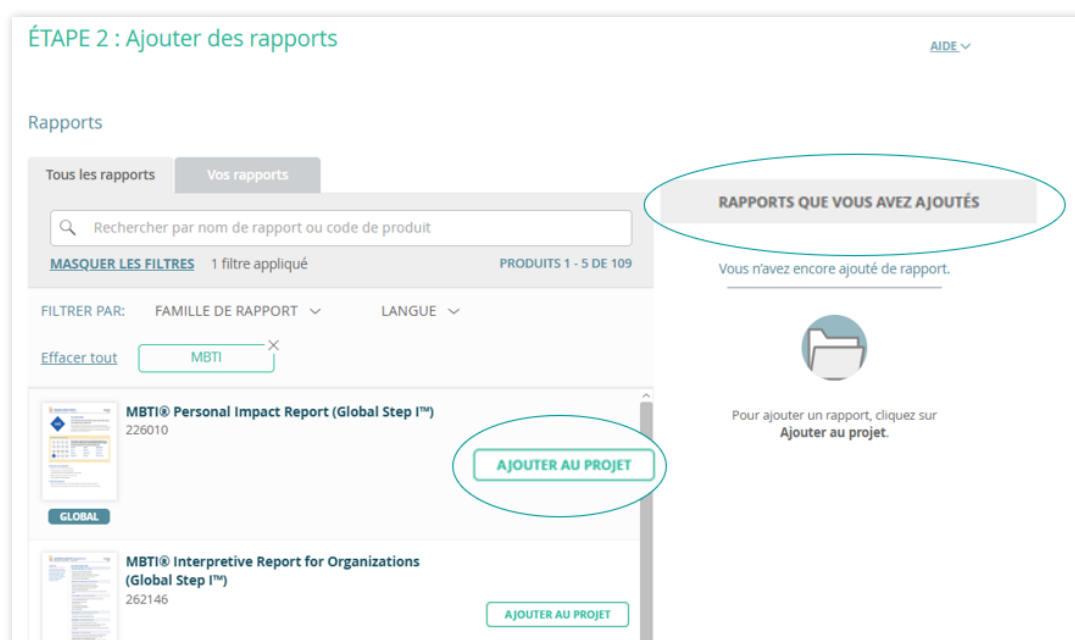 ÉTAPE 2 : Ajouter des rapports
AIDE
Rapports
Tous les rapports
Vos rapports
Rechercher par nom de rapport ou code de produit
MASQUER LES FILTRES 1 filtre appliqué
PRODUITS 1 - 5 DE 109
FILTRER PAR: FAMILLE DE RAPPORT LANGUE
Effacer tout
MBTI
MBTI® Personal Impact Report (Global Step I™)
226010
AJOUTER AU PROJET
GLOBAL
MBTI® Interpretive Report for Organizations
(Global Step I™)
262146
AJOUTER AU PROJET
RAPPORTS QUE VOUS AVEZ AJOUTÉS
Vous n'avez encore ajouté de rapport.
Pour ajouter un rapport, cliquez sur
Ajouter au projet.